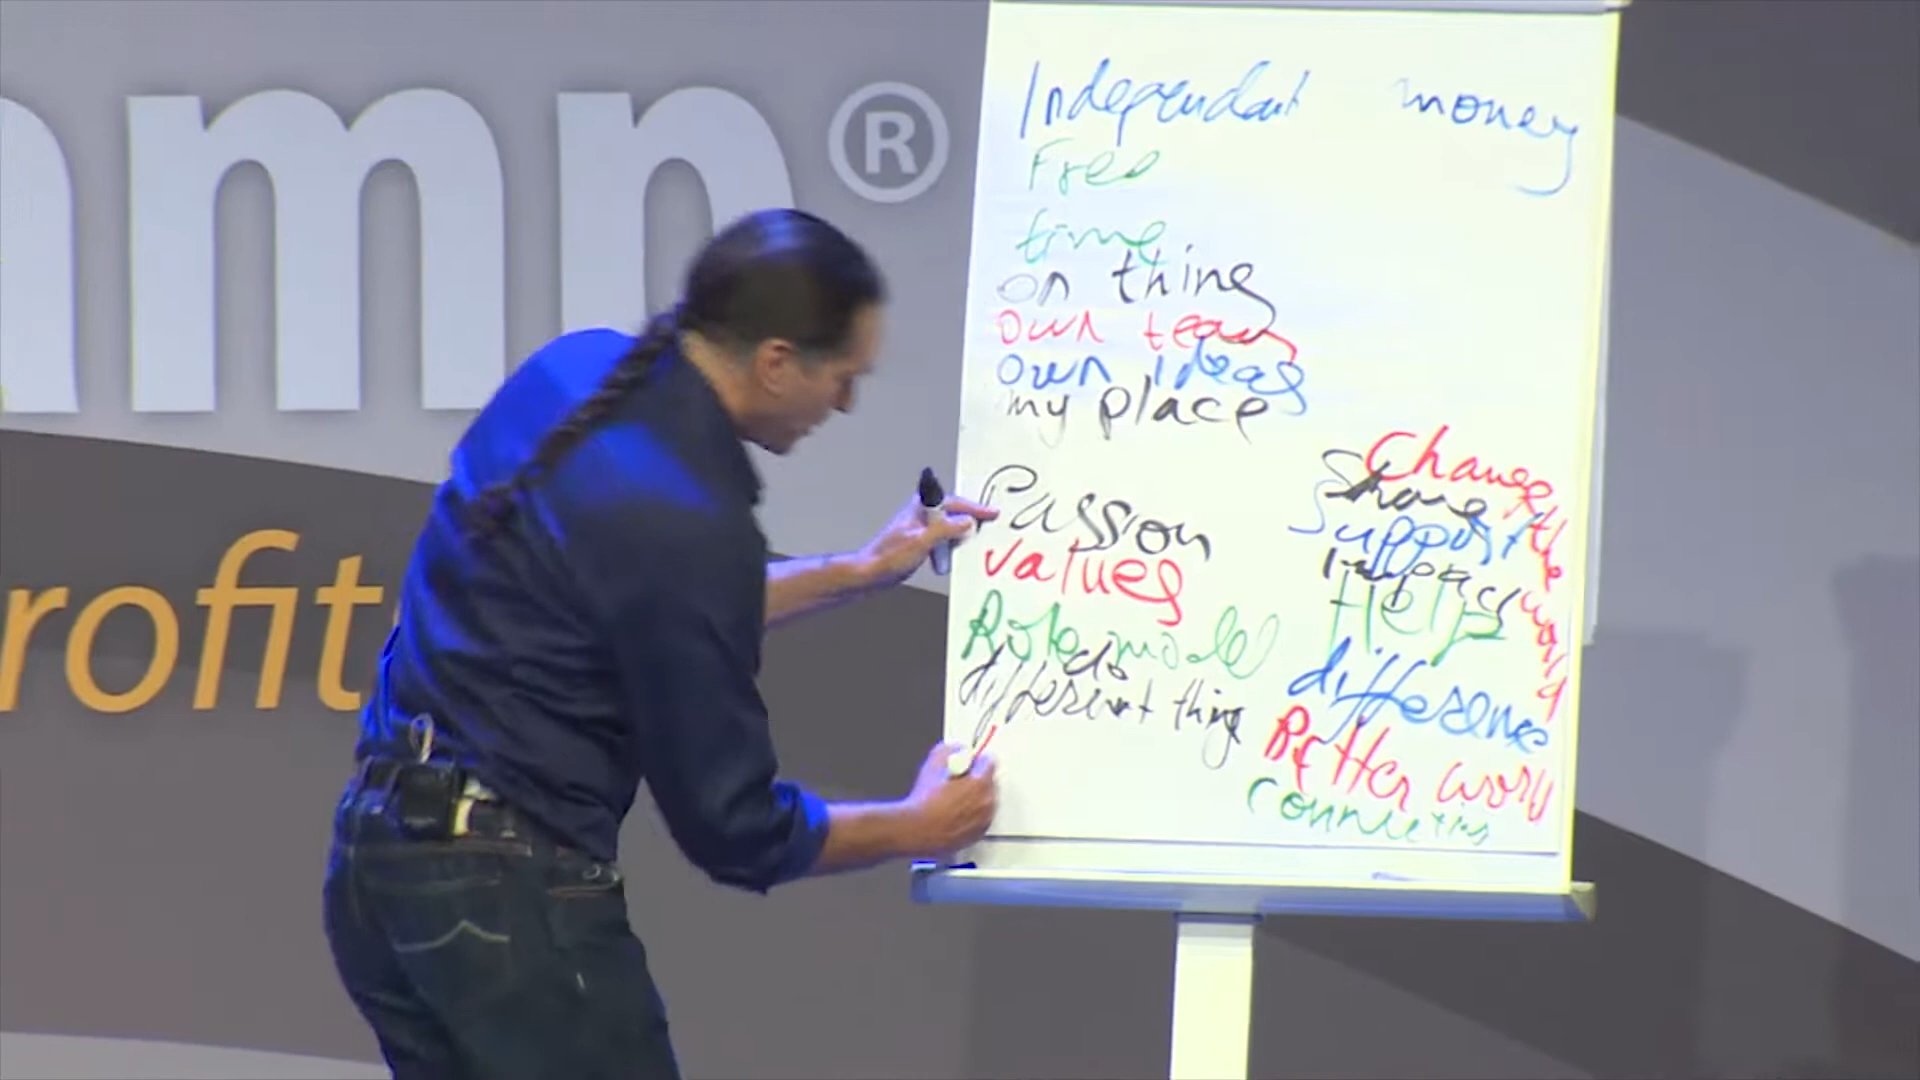 amp®
rofit
Independant money
Free
time
on thing
own team
own Ideas
my place
Passion
values
Role model
do
different thing
Change the world
Share
Support
Impact
Help
difference
Better world